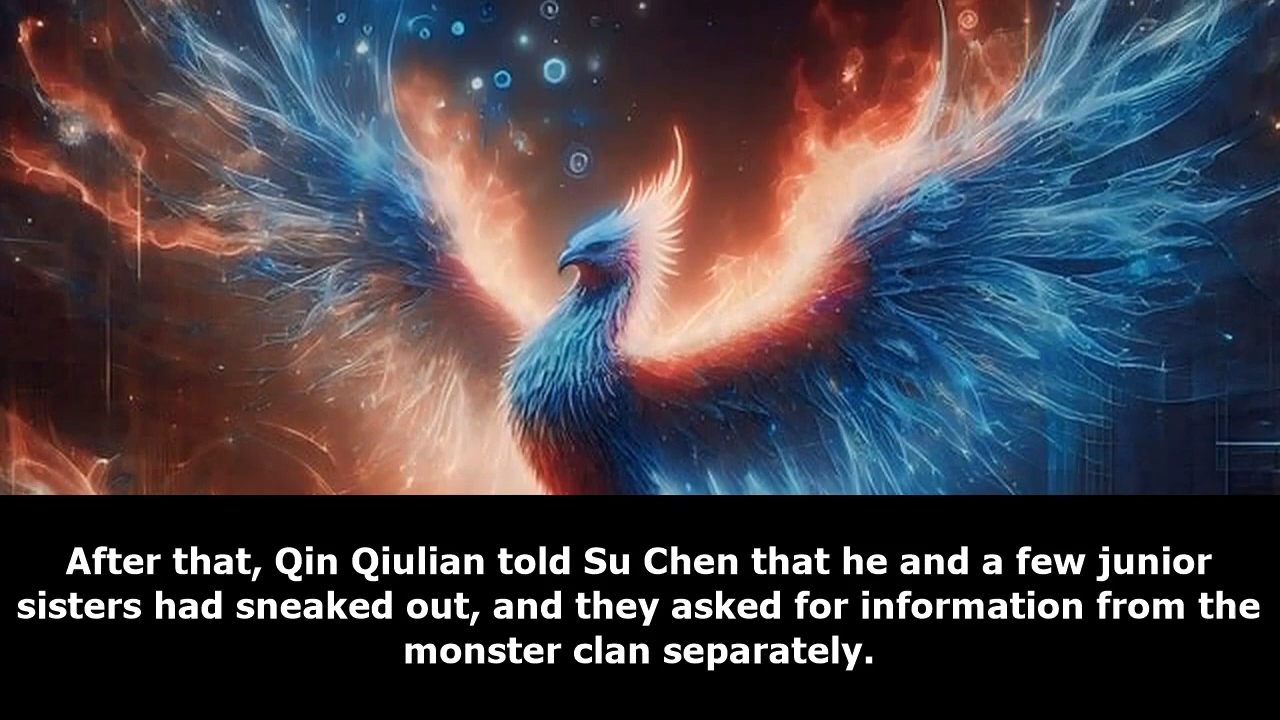 After that, Qin Qiulian told Su Chen that he and a few junior
sisters had sneaked out, and they asked for information from the
monster clan separately.